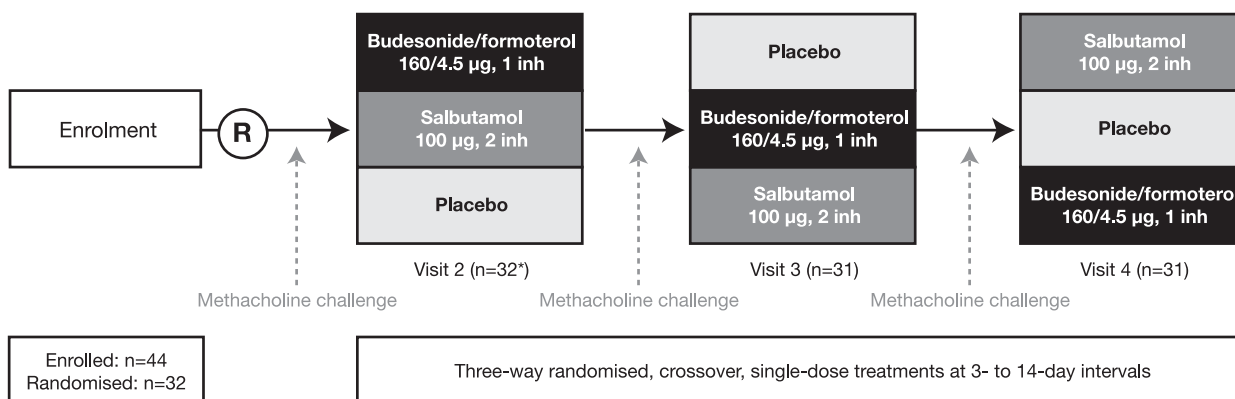 Enrolment
R
Budesonide/formoterol
160/4.5 µg, 1 inh
Salbutamol
100 µg, 2 inh
Placebo
Visit 2 (n=32*)
Placebo
Budesonide/formoterol
160/4.5 µg, 1 inh
Salbutamol
100 µg, 2 inh
Visit 3 (n=31)
Salbutamol
100 µg, 2 inh
Placebo
Budesonide/formoterol
160/4.5 µg, 1 inh
Visit 4 (n=31)
Methacholine challenge
Methacholine challenge
Methacholine challenge
Enrolled: n=44
Randomised: n=32
Three-way randomised, crossover, single-dose treatments at 3- to 14-day intervals